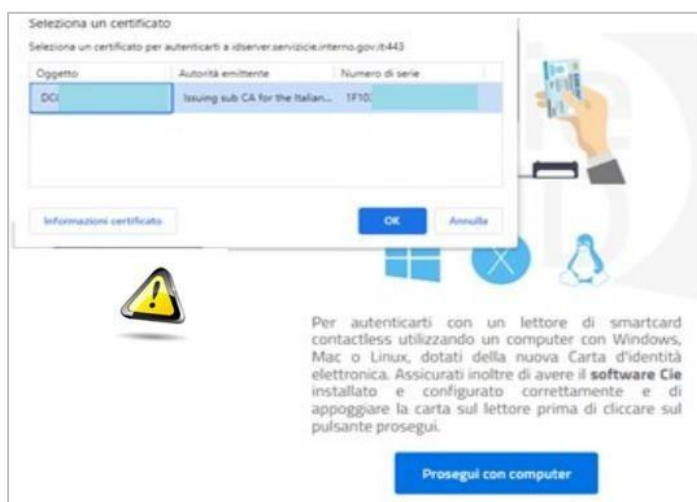 Seleziona un certificato
Seleziona un certificato per autenticarti a idserver.servizicie.interno.gov.it:443
Oggetto
Autorità emittente
Numero di serie
Issuing sub CA for the Italian...
1F10
Informazioni certificato
OK
Annulla
Per autenticarti con un lettore di smartcard
contactless utilizzando un computer con Windows,
Mac o Linux, dotati della nuova Carta d'identità
elettronica. Assicurati inoltre di avere il software Cie
installato e configurato correttamente e di
appoggiare la carta sul lettore prima di cliccare sul
pulsante prosegui.
Prosegui con computer